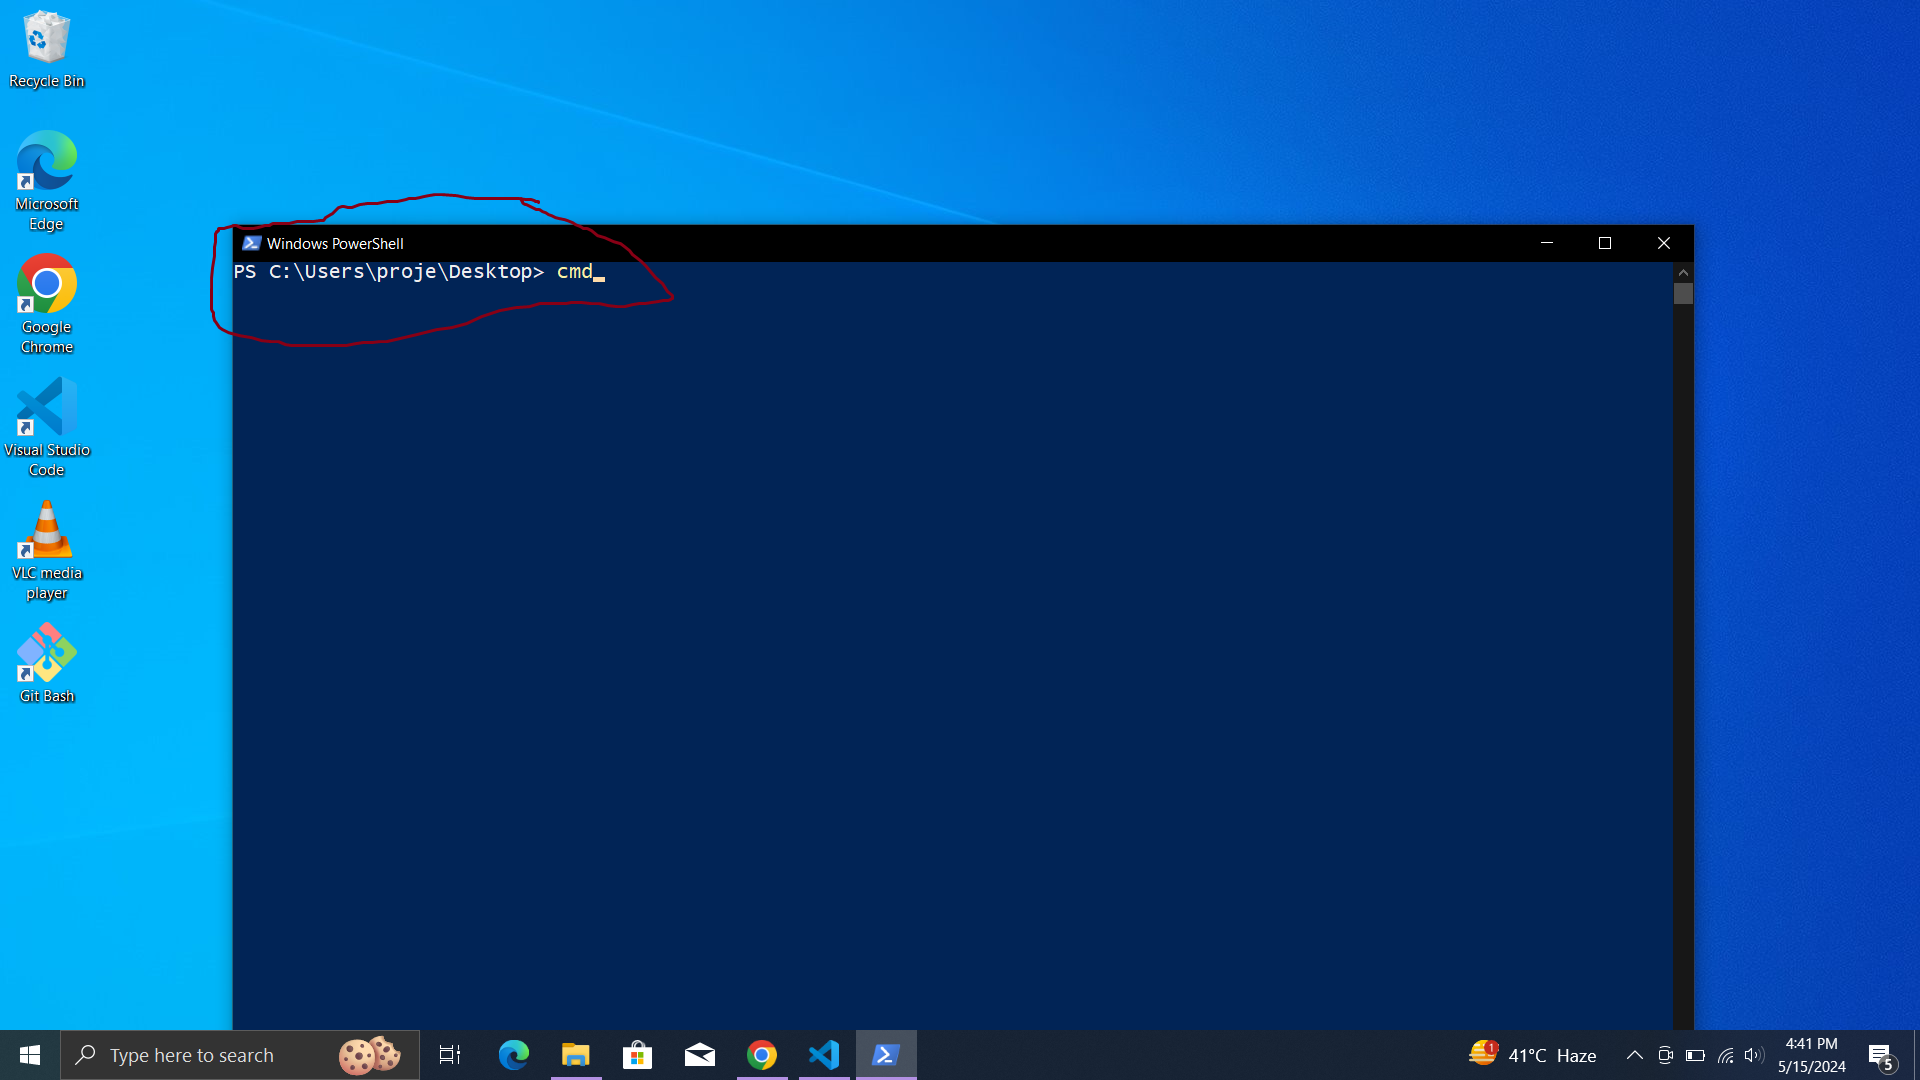 Recycle Bin
Microsoft
Edge
Google
Chrome
Visual Studio
Code
VLC media
player
Git Bash
Windows PowerShell
PS C:\Users\proje\Desktop> cmd_
Type here to search
1
41°C Haze
4:41 PM
5/15/2024
5